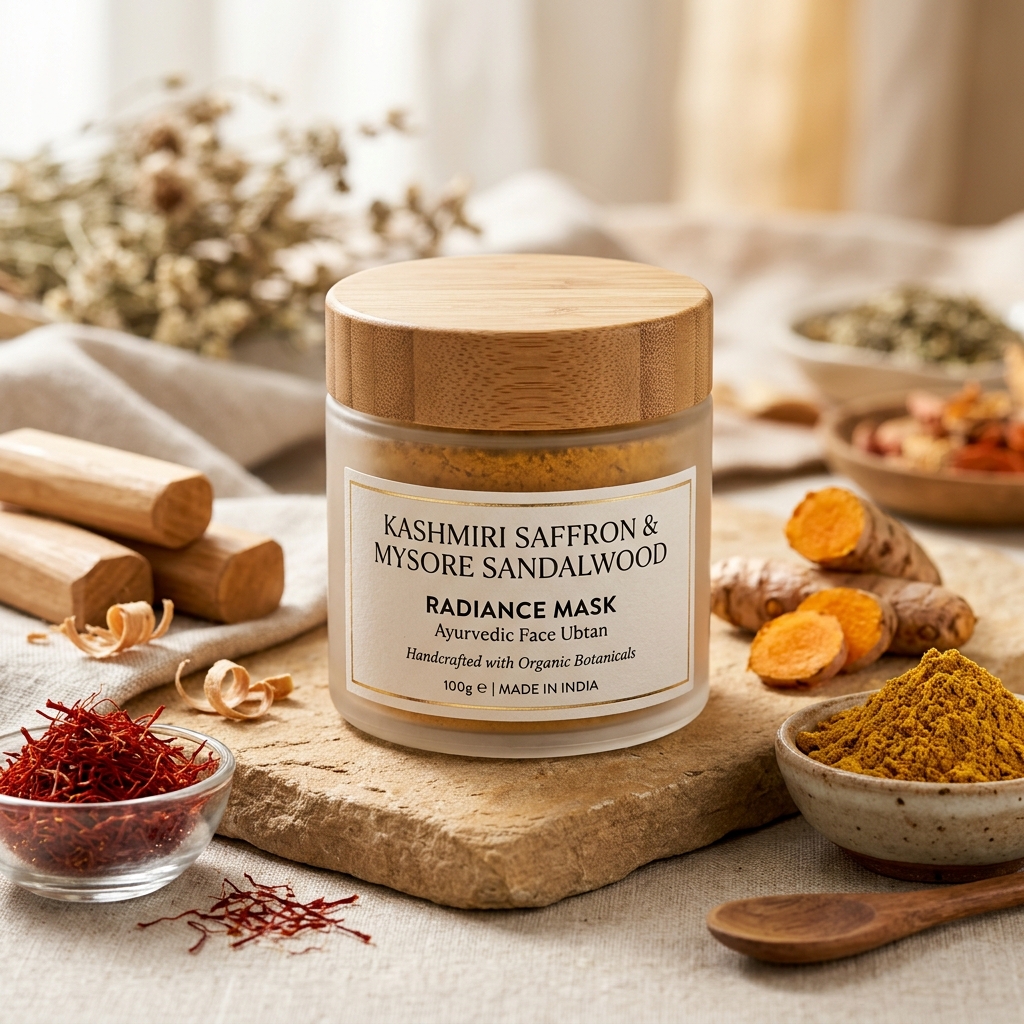 KASHMIRI SAFFRON &
MYSORE SANDALWOOD
RADIANCE MASK
Ayurvedic Face Ubtan
Handcrafted with Organic Botanicals
100g ℮ | MADE IN INDIA